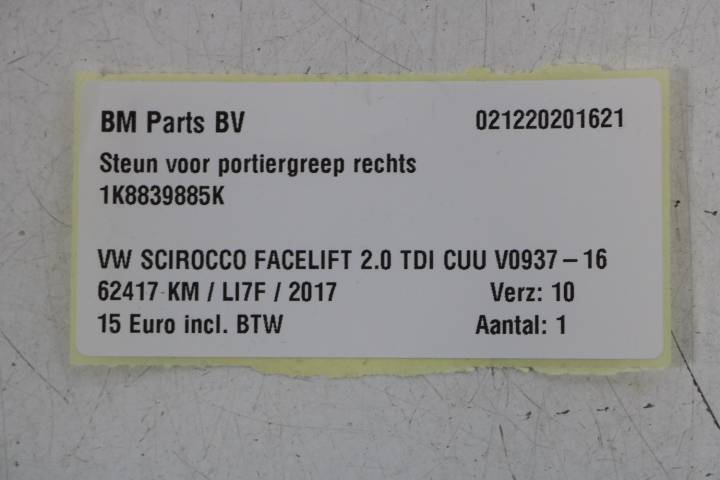 BM Parts BV 021220201621
Steun voor portiergreep rechts
1K8839885K
VW SCIROCCO FACELIFT 2.0 TDI CUU V0937-16
62417 KM / LI7F / 2017 Verz: 10
15 Euro incl. BTW Aantal: 1